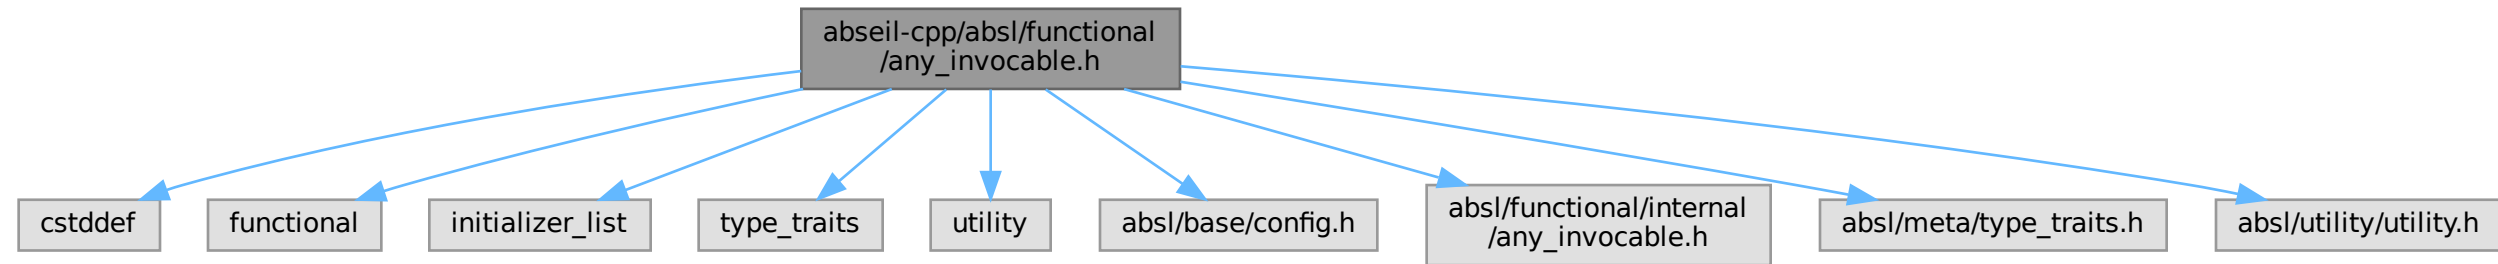 abseil-cpp/absl/functional
/any_invocable.h
cstddef
functional
initializer_list
type_traits
utility
absl/base/config.h
absl/functional/internal
/any_invocable.h
absl/meta/type_traits.h
absl/utility/utility.h